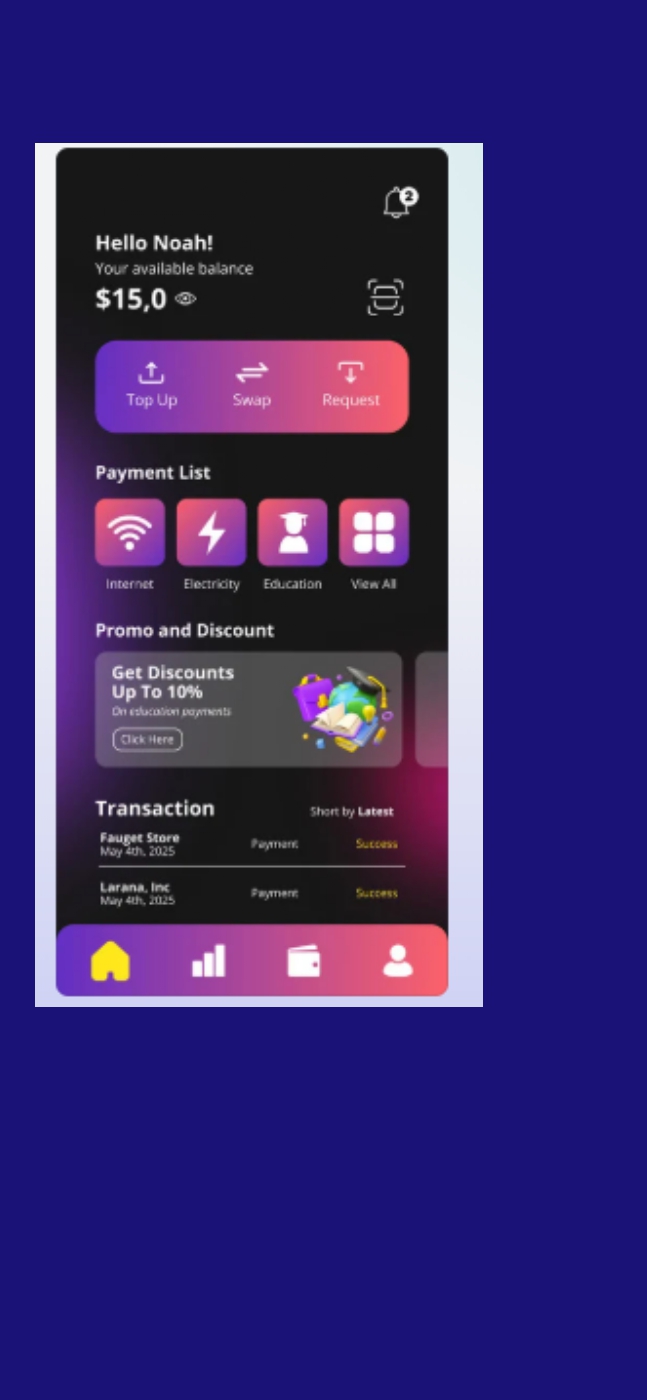 2
Hello Noah!
Your available balance
$15,0
Top Up Swap Request
Payment List
Internet Electricity Education View All
Promo and Discount
Get Discounts
Up To 10%
On education payments
Click Here
Transaction Short by Latest
Fauget Store
May 4th, 2025 Payment Success
Larana, Inc
May 4th, 2025 Payment Success